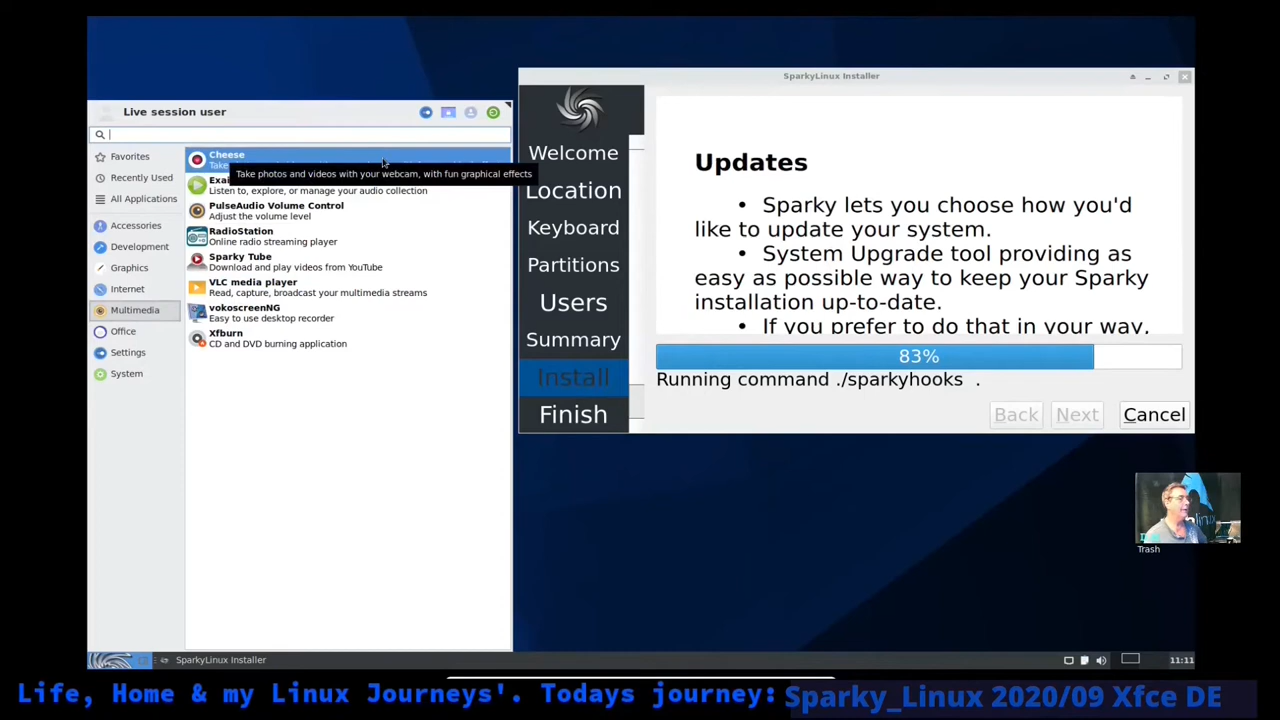 Live session user
Favorites
Recently Used
All Applications
Accessories
Development
Graphics
Internet
Multimedia
Office
Settings
System
Cheese
Take photos and videos with your webcam, with fun graphical effects
Listen to, explore, or manage your audio collection
PulseAudio Volume Control
Adjust the volume level
RadioStation
Online radio streaming player
Sparky Tube
Download and play videos from YouTube
VLC media player
Read, capture, broadcast your multimedia streams
vokoscreenNG
Easy to use desktop recorder
Xfburn
CD and DVD burning application
SparkyLinux Installer
Welcome
Location
Keyboard
Partitions
Users
Summary
Install
Finish
Updates
• Sparky lets you choose how you'd
like to update your system.
• System Upgrade tool providing as
easy as possible way to keep your Sparky
installation up-to-date.
• If you prefer to do that in your way,
83%
Running command ./sparkyhooks .
Back Next Cancel
Trash
SparkyLinux Installer
11:11
Life, Home & my Linux Journeys'. Todays journey: Sparky_Linux 2020/09 Xfce DE